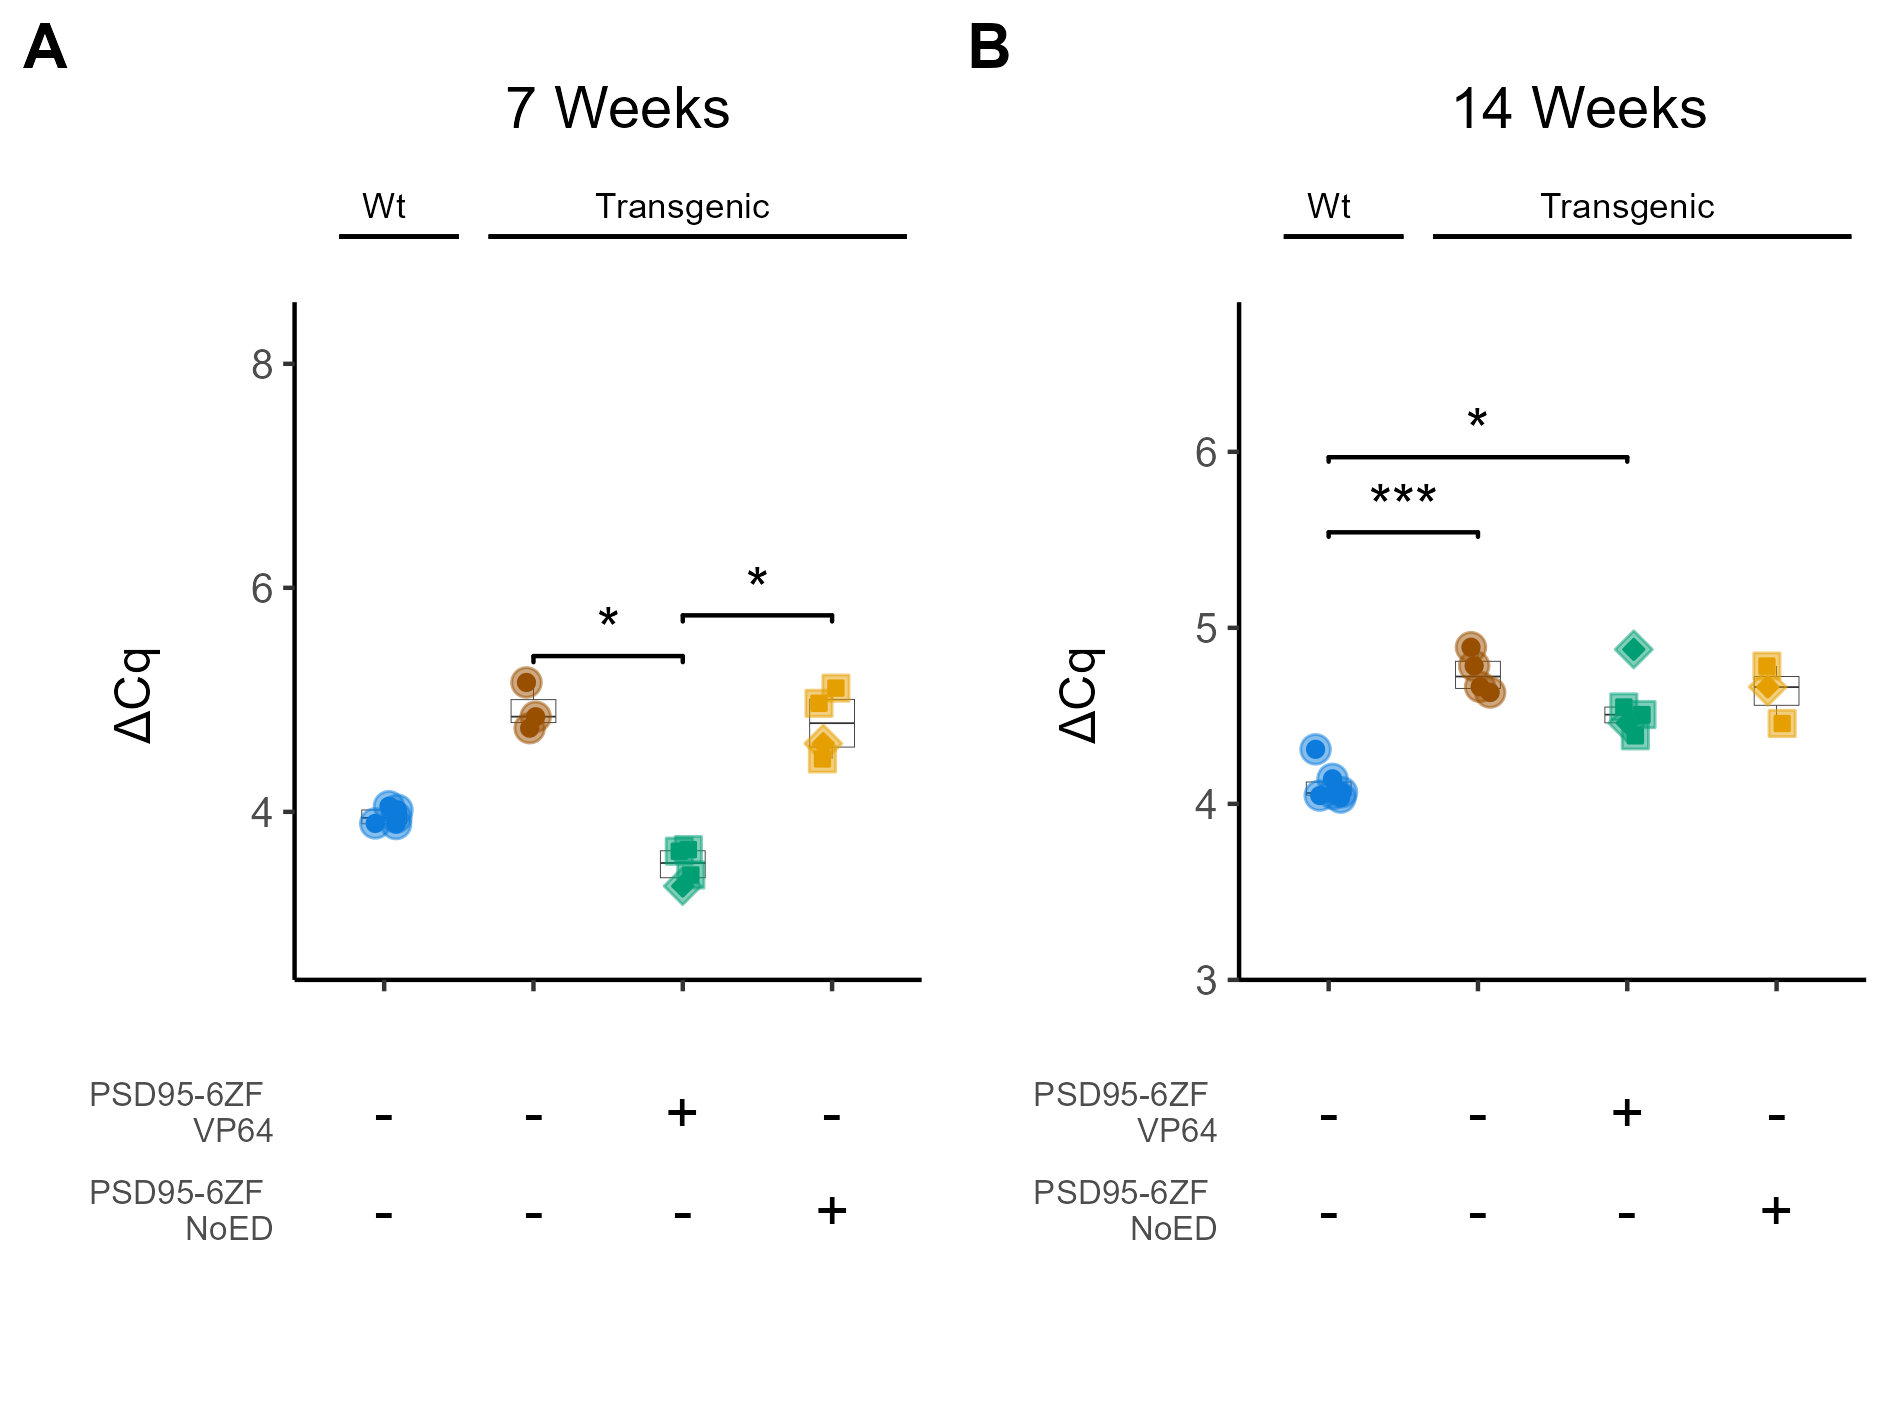 A
7 Weeks
Wt Transgenic
ΔCq
8
6
4
*
*
PSD95-6ZF
VP64
- - + -
PSD95-6ZF
NoED
- - - +
B
14 Weeks
Wt Transgenic
ΔCq
6
5
4
3
*
***
PSD95-6ZF
VP64
- - + -
PSD95-6ZF
NoED
- - - +